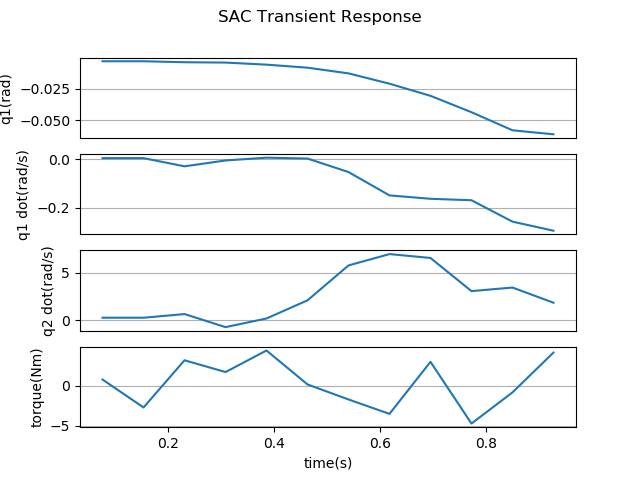 SAC Transient Response
q1(rad)
−0.025
−0.050
q1 dot(rad/s)
0.0
−0.2
q2 dot(rad/s)
5
0
torque(Nm)
0
−5
0.2 0.4 0.6 0.8
time(s)